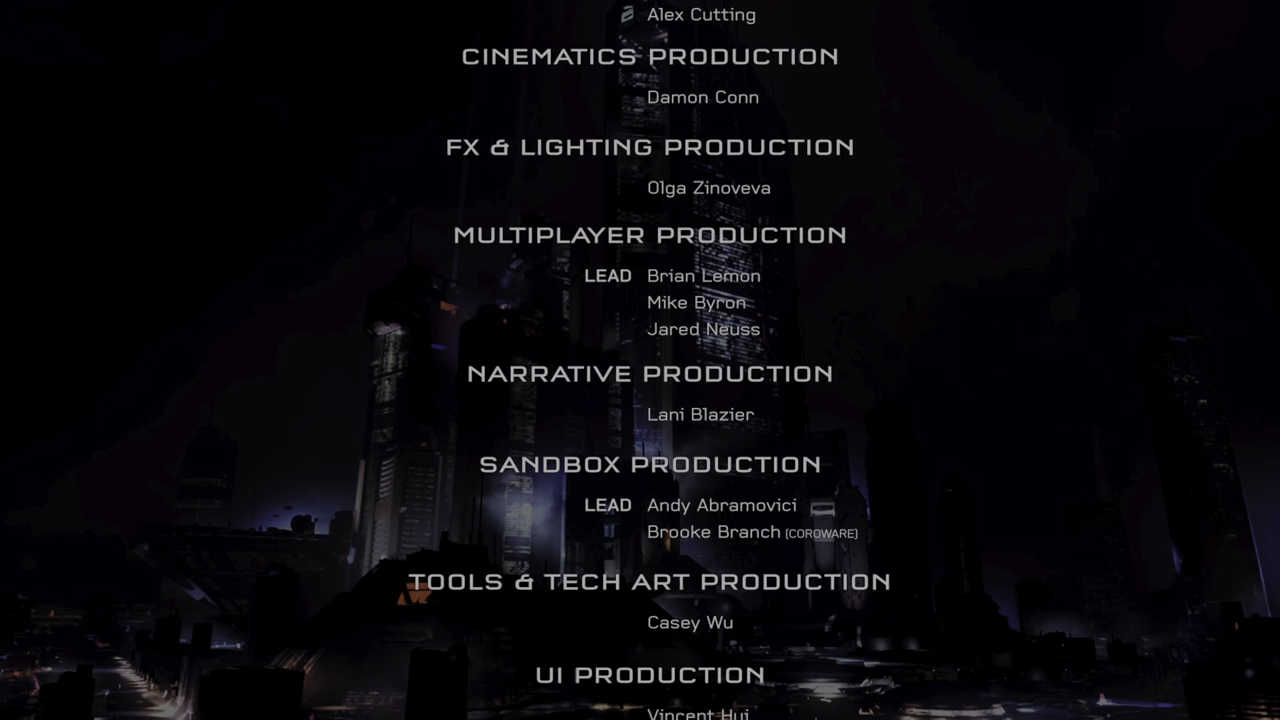 Alex Cutting
CINEMATICS PRODUCTION
Damon Conn
FX & LIGHTING PRODUCTION
Olga Zinoveva
MULTIPLAYER PRODUCTION
LEAD Brian Lemon
Mike Byron
Jared Neuss
NARRATIVE PRODUCTION
Lani Blazier
SANDBOX PRODUCTION
LEAD Andy Abramovici
Brooke Branch (COROWARE)
TOOLS & TECH ART PRODUCTION
Casey Wu
UI PRODUCTION
Vincent Hui